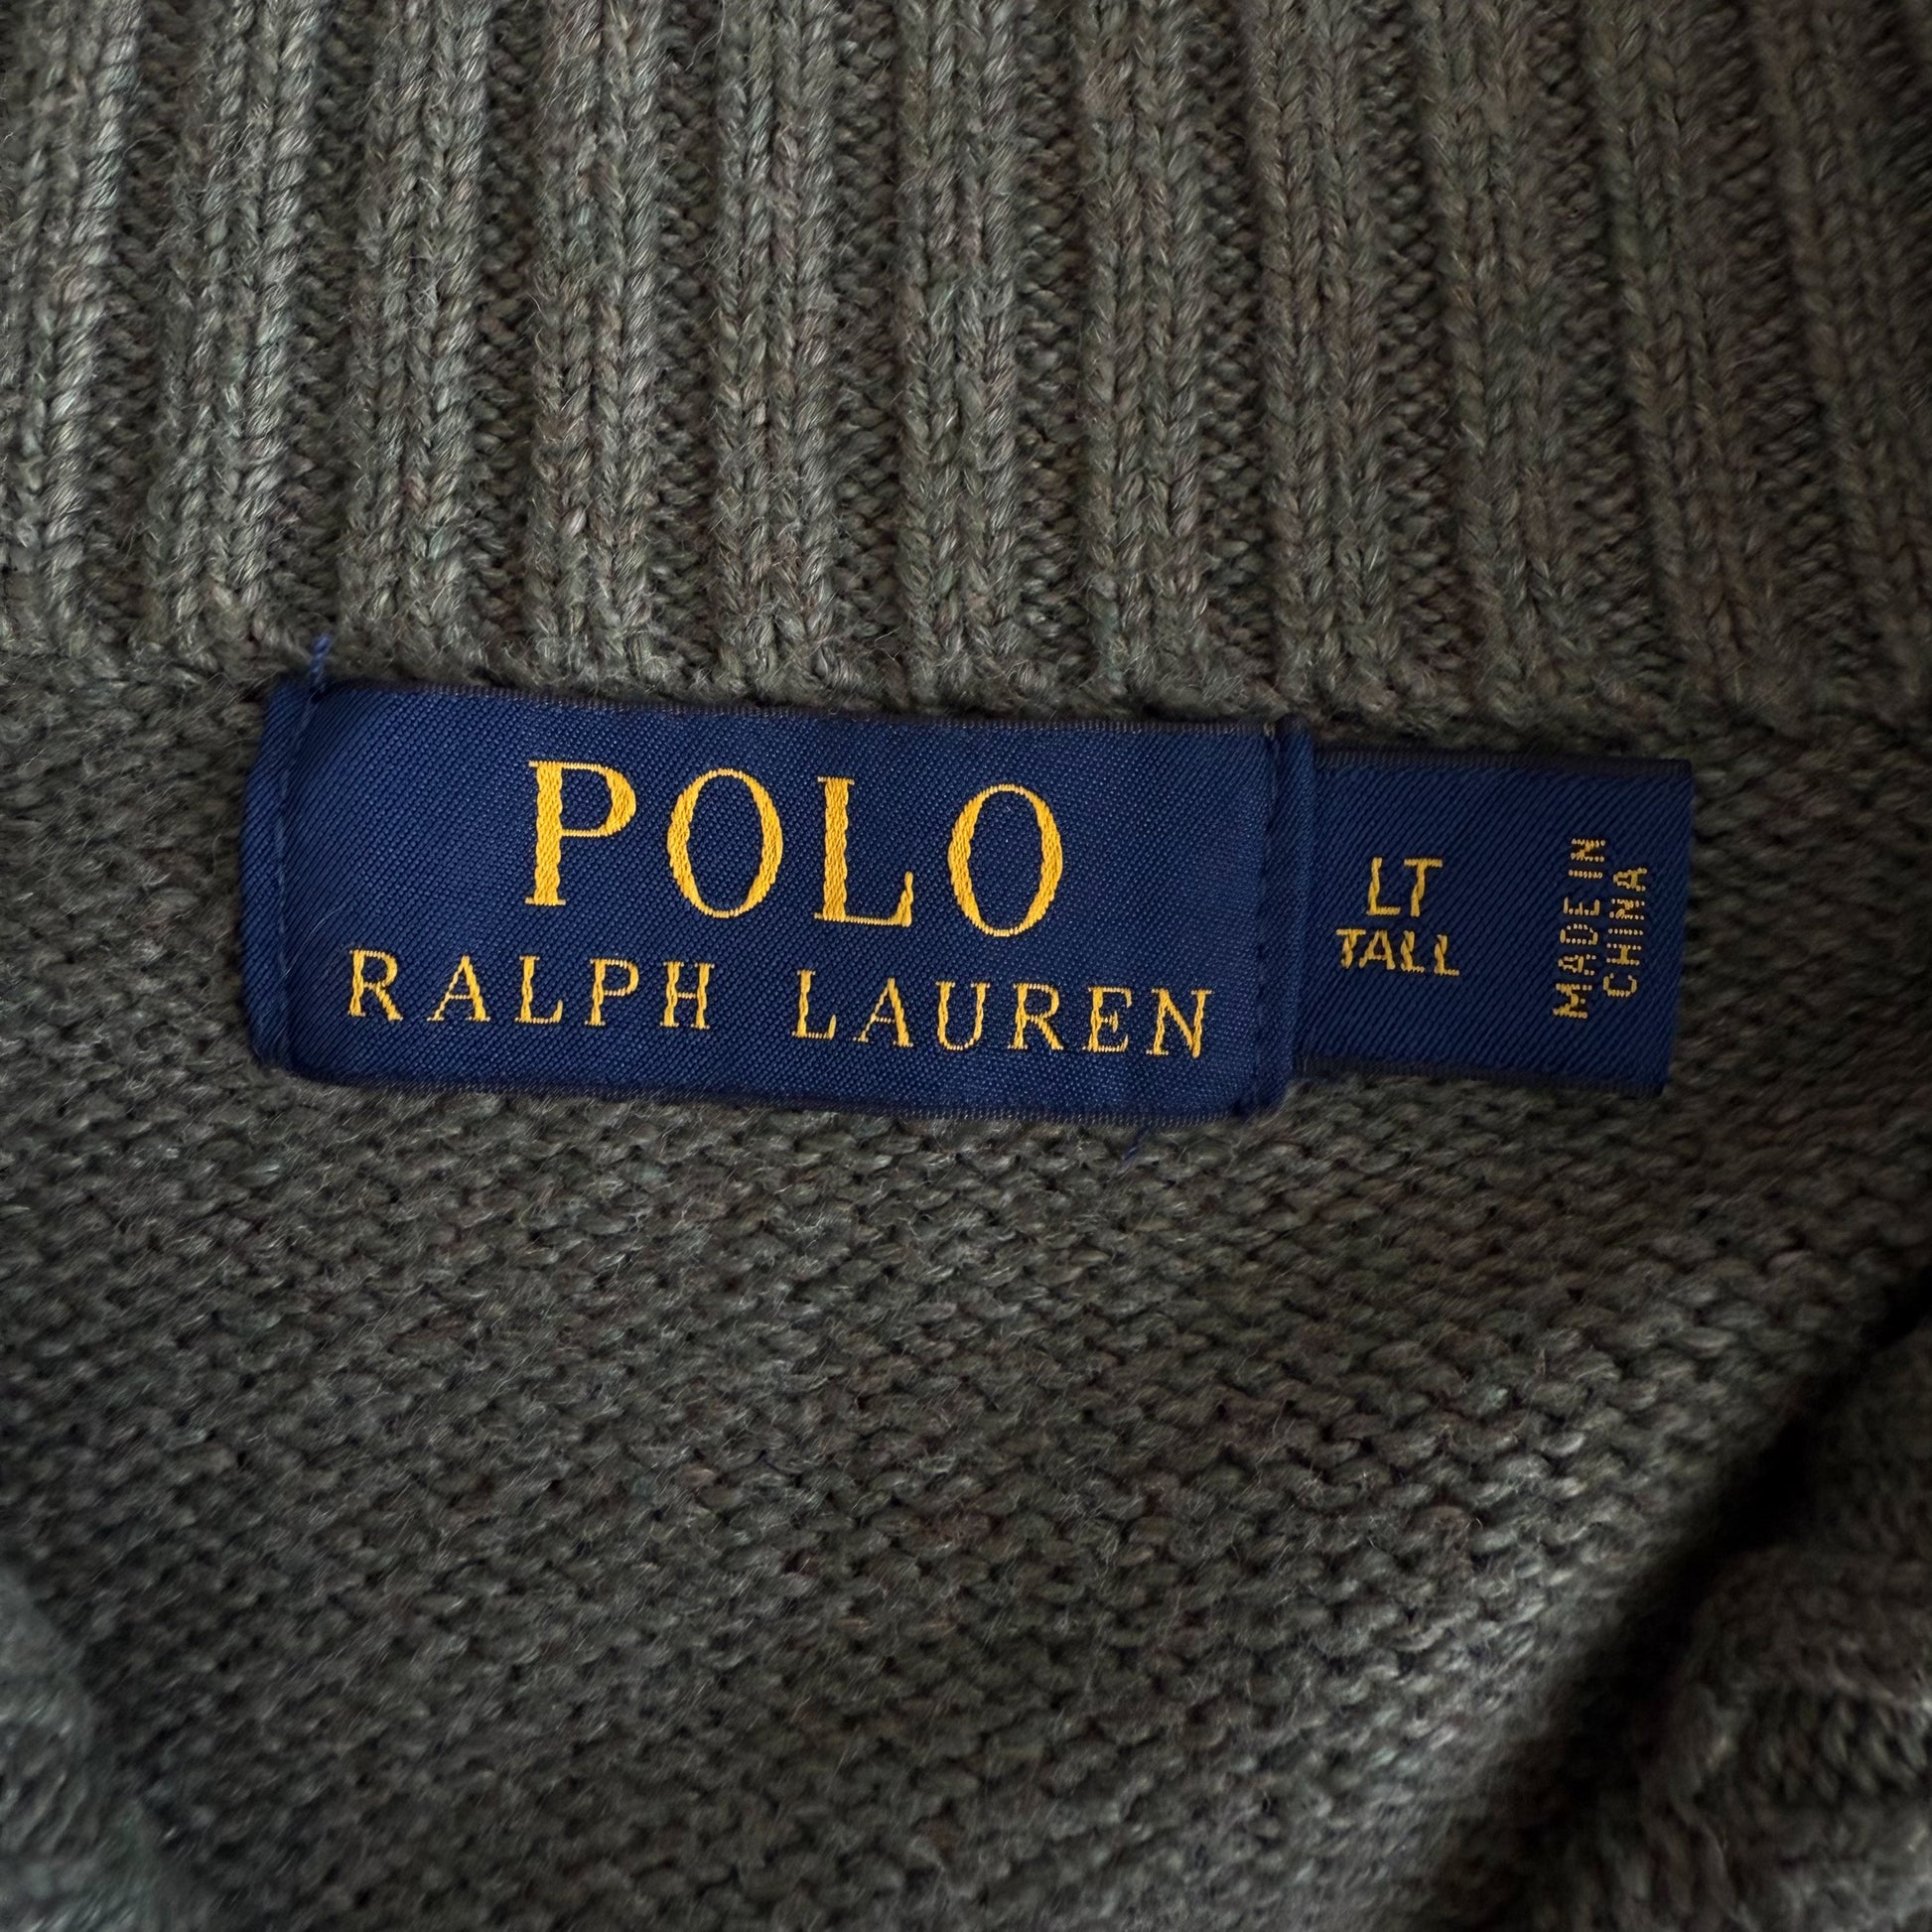 POLO
RALPH LAUREN
LT
TALL
MADE IN
CHINA